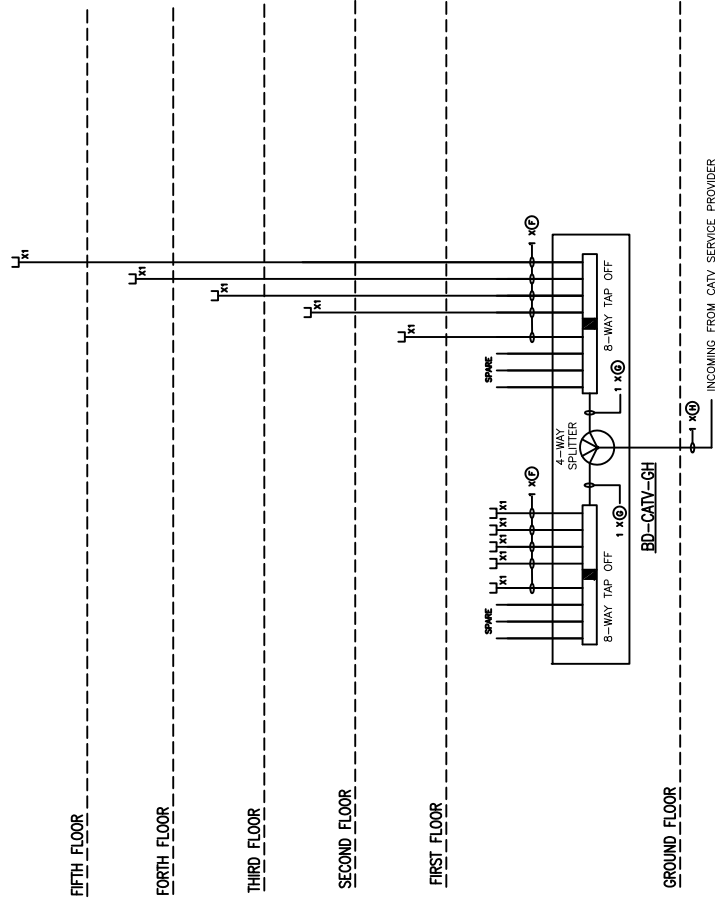 FIFTH FLOOR
X1
FORTH FLOOR
X1
THIRD FLOOR
X1
SECOND FLOOR
X1
FIRST FLOOR
X1
SPARE
X1
X1
X1
X1
X1
1 X F
SPARE
1 X F
4-WAY
SPLITTER
8-WAY TAP OFF
1 X G
1 X G
8-WAY TAP OFF
BD-CATV-GH
GROUND FLOOR
1 X H
INCOMING FROM CATV SERVICE PROVIDER